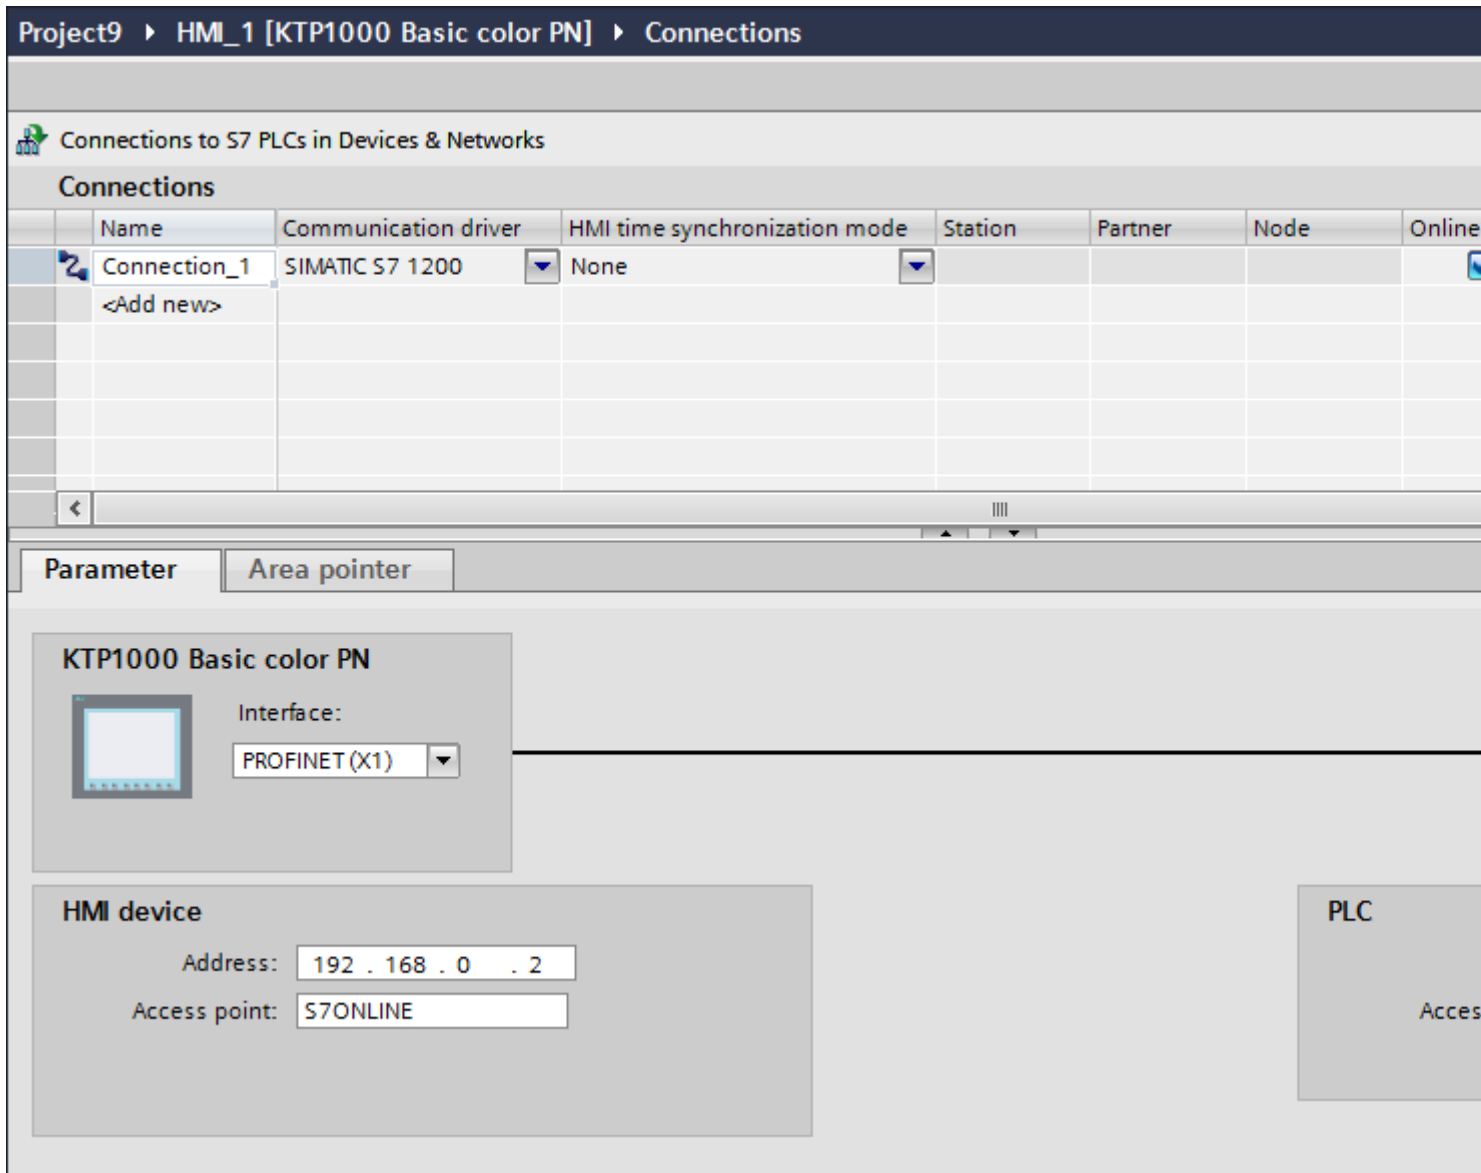 Project9 HMI_1 [KTP1000 Basic color PN] Connections
Connections to S7 PLCs in Devices & Networks
Connections
Name Communication driver HMI time synchronization mode Station Partner Node Online
Connection_1 SIMATIC S7 1200 None
<Add new>
Parameter Area pointer
KTP1000 Basic color PN
Interface:
PROFINET (X1)
HMI device PLC
Address: 192 . 168 . 0 . 2
Access point: S7ONLINE Acces